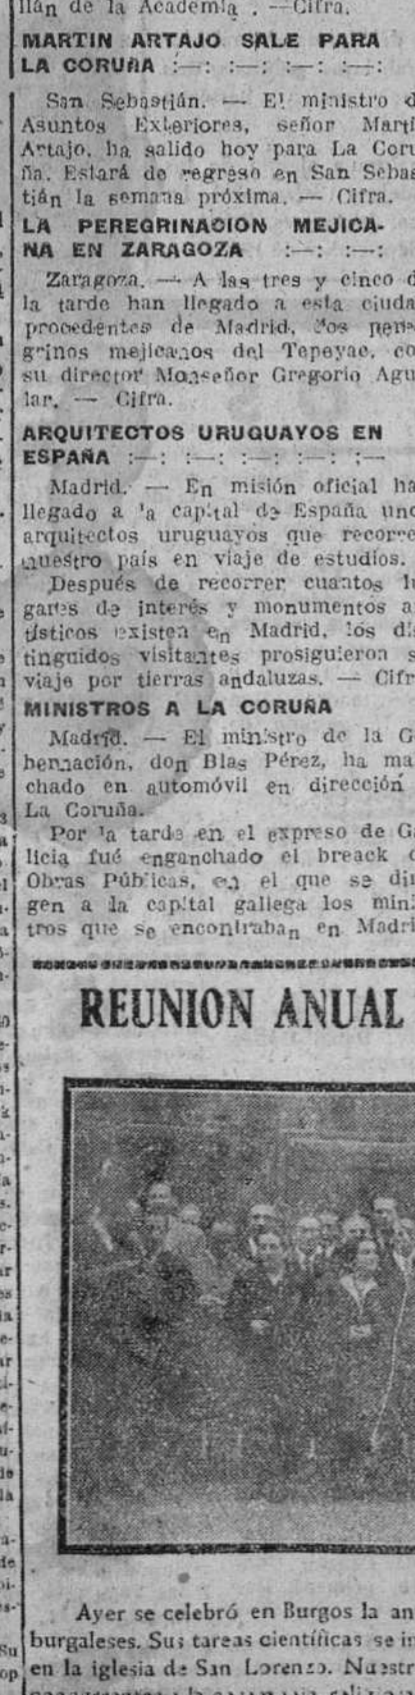 llán de la Academia . —Cifra.
MARTIN ARTAJO SALE PARA
LA CORUÑA :—: :—: :—: :—:
San Sebastián. — El ministro d
Asuntos Exteriores, señor Martí
Artajo, ha salido hoy para La Coru
ña. Estará de regreso en San Sebas
tián la semana próxima. — Cifra.
LA PEREGRINACION MEJICA-
NA EN ZARAGOZA :—: :—:
Zaragoza. — A las tres y cinco d
la tarde han llegado a esta ciuda
procedentes de Madrid, los pere
grinos mejicanos del Tepeyac, co
su director Monseñor Gregorio Agu
lar. — Cifra.
ARQUITECTOS URUGUAYOS EN
ESPAÑA :—: :—: :—: :—: :—
Madrid. — En misión oficial ha
llegado a la capital de España uno
arquitectos uruguayos que recorre
nuestro país en viaje de estudios.
Después de recorrer cuantos lu
gares de interés y monumentos a
tísticos existen en Madrid, los dis
tinguidos visitantes prosiguieron s
viaje por tierras andaluzas. — Cifr
MINISTROS A LA CORUÑA
Madrid. — El ministro de la G
bernación, don Blas Pérez, ha ma
chado en automóvil en dirección
La Coruña.
Por la tarde en el expreso de Ga
licia fué enganchado el breack d
Obras Públicas, en el que se diri
gen a la capital gallega los mini
tros que se encontraban en Madri
REUNION ANUAL
Ayer se celebró en Burgos la an
burgaleses. Sus tareas científicas se in
en la iglesia de San Lorenzo. Nuestr